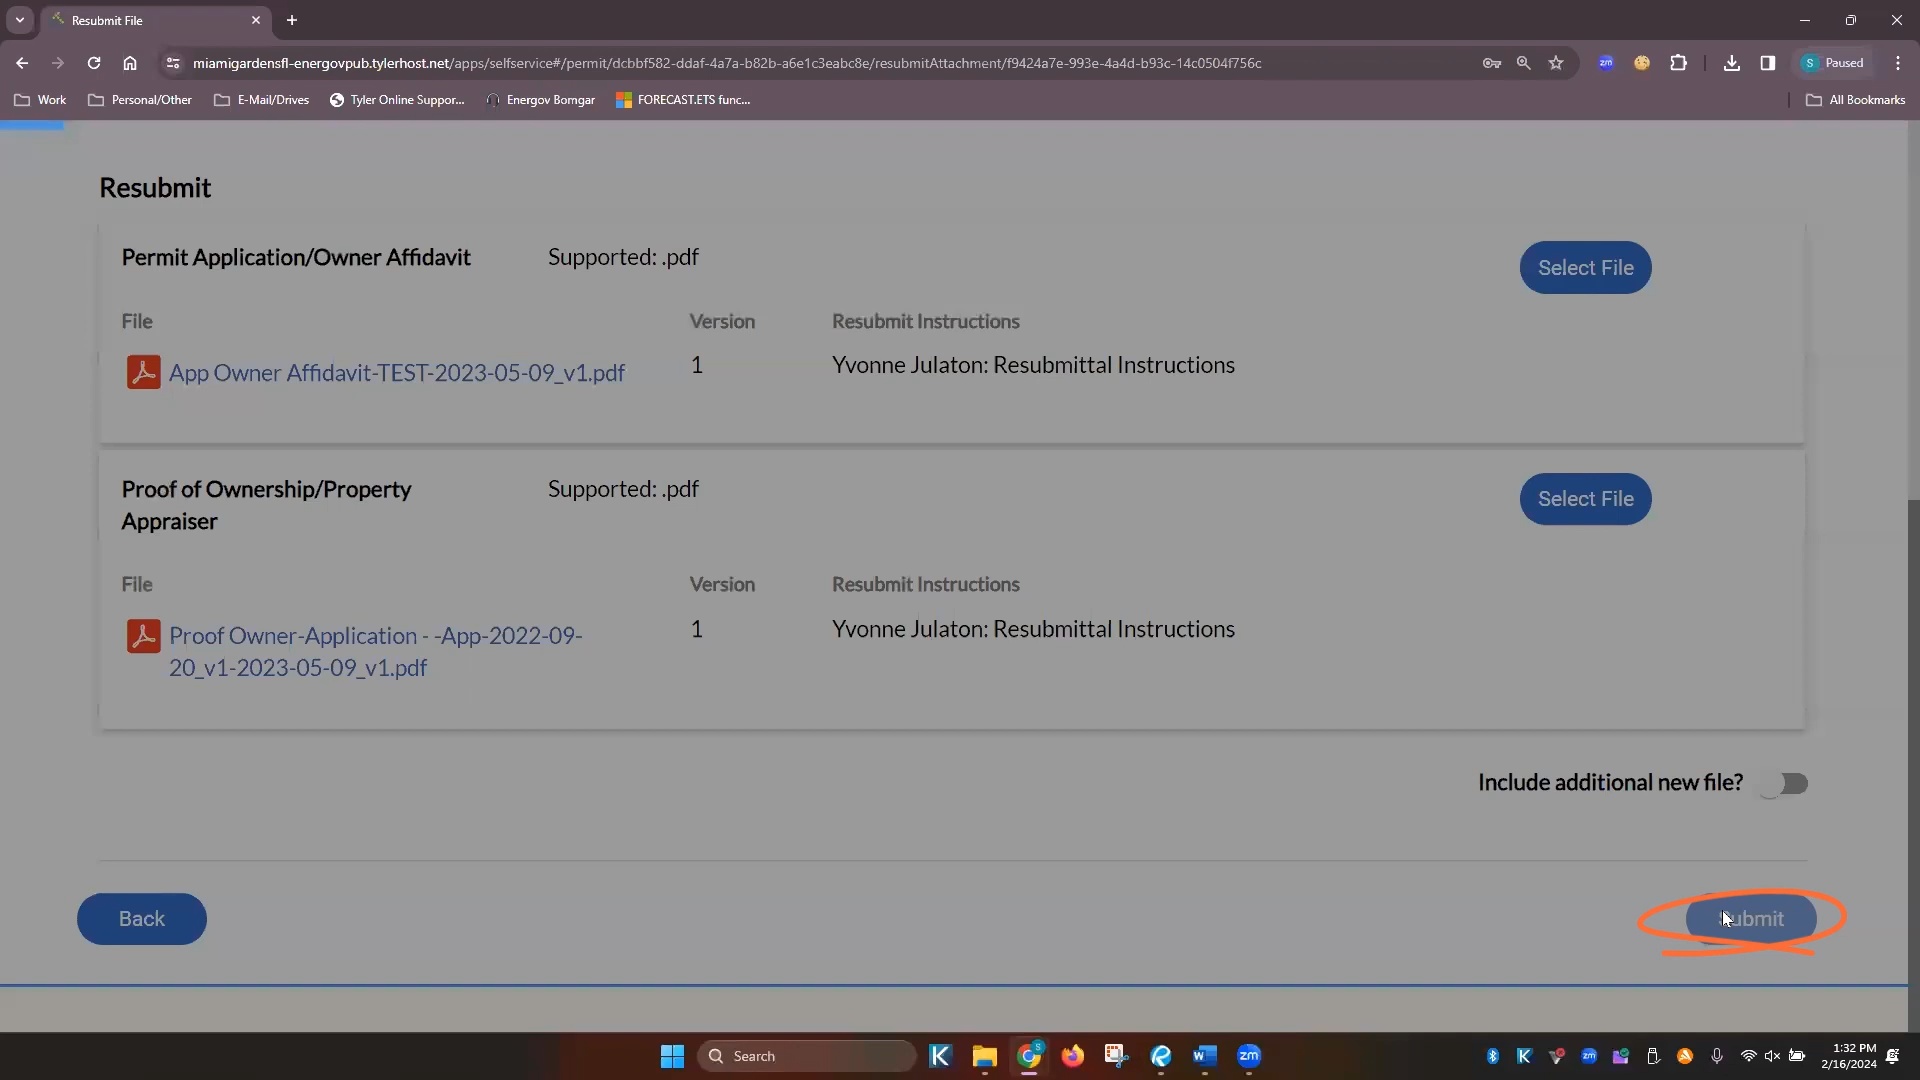 Resubmit File
miamigardensfl-energovpub.tylerhost.net/apps/selfservice#/permit/dcbbf582-ddaf-4a7a-b82b-a6e1c3eabc8e/resubmitAttachment/f9424a7e-993e-4a4d-b93c-14c0504f756c
zm
S Paused
Work Personal/Other E-Mail/Drives Tyler Online Suppor... Energov Bomgar FORECAST.ETS func... All Bookmarks
Resubmit
Permit Application/Owner Affidavit Supported: .pdf Select File
File Version Resubmit Instructions
App Owner Affidavit-TEST-2023-05-09_v1.pdf 1 Yvonne Julaton: Resubmittal Instructions
Proof of Ownership/Property Supported: .pdf Select File
Appraiser
File Version Resubmit Instructions
Proof Owner-Application - -App-2022-09- 1 Yvonne Julaton: Resubmittal Instructions
20_v1-2023-05-09_v1.pdf
Include additional new file?
Back Submit
Search K S W zm K zm 1:32 PM
2/16/2024